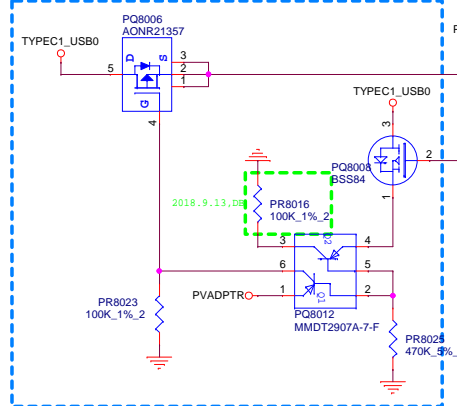 PQ8006
AONR21357
TYPEC1_USB0
D
S
5
3
2
1
G
4
TYPEC1_USB0
3
PQ8008
BSS84
2
1
2018.9.13,D
PR8016
100K_1%_2
Q2
3
4
6
5
PVADPTR
1
2
Q1
PQ8012
MMDT2907A-7-F
PR8023
100K_1%_2
PR8025
470K_5%_